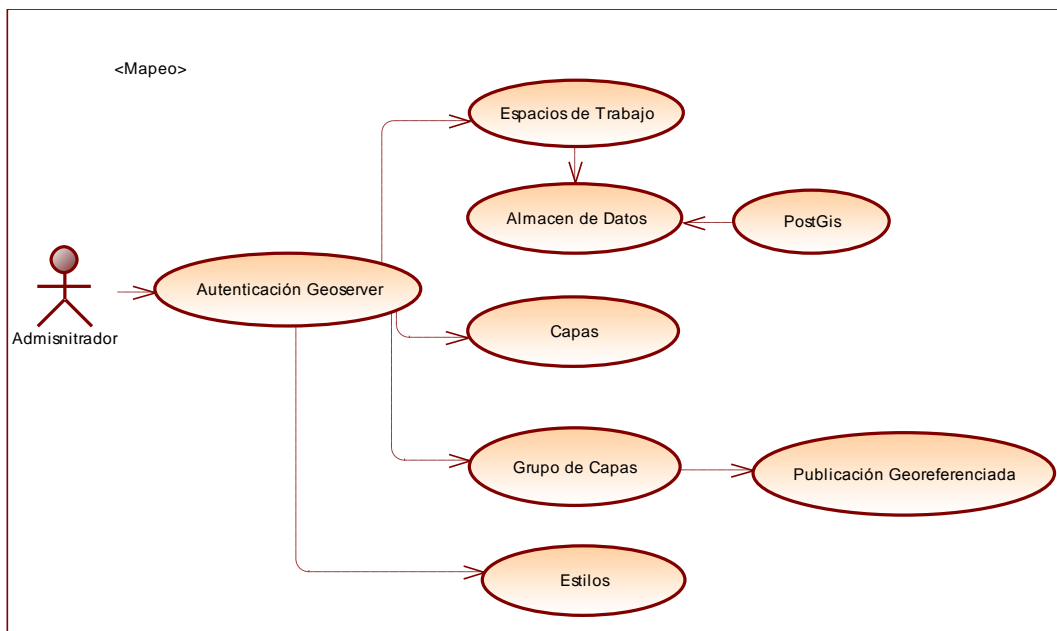 <Mapeo>
Espacios de Trabajo
Almacen de Datos
PostGis
Autenticación Geoserver
Admisnitrador
Capas
Grupo de Capas
Publicación Georeferenciada
Estilos